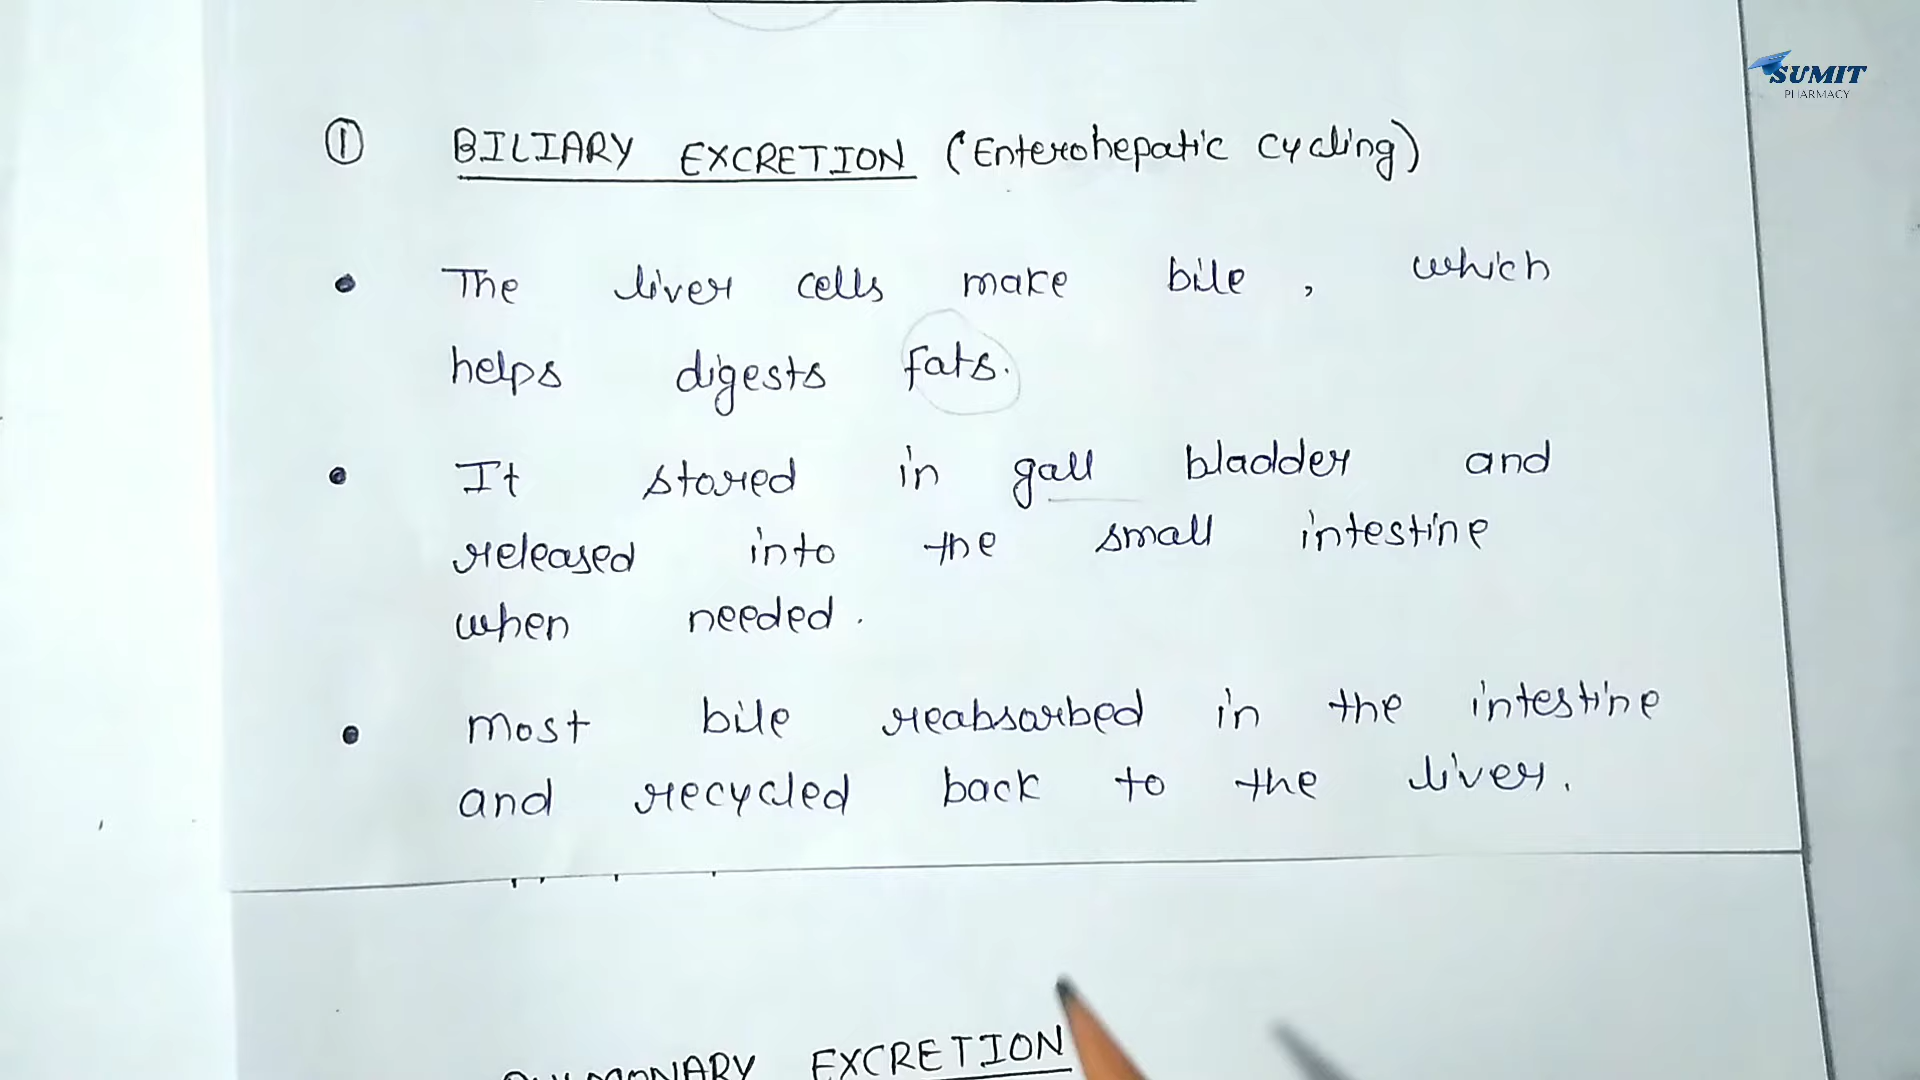 SUMIT
PHARMACY
① BILIARY EXCRETION (Enterohepatic Cycling)
• The liver cells make bile , which
helps digests fats.
• It stored in gall bladder and
released into the small intestine
when needed.
• most bile reabsorbed in the intestine
and recycled back to the liver.
PULMONARY EXCRETION